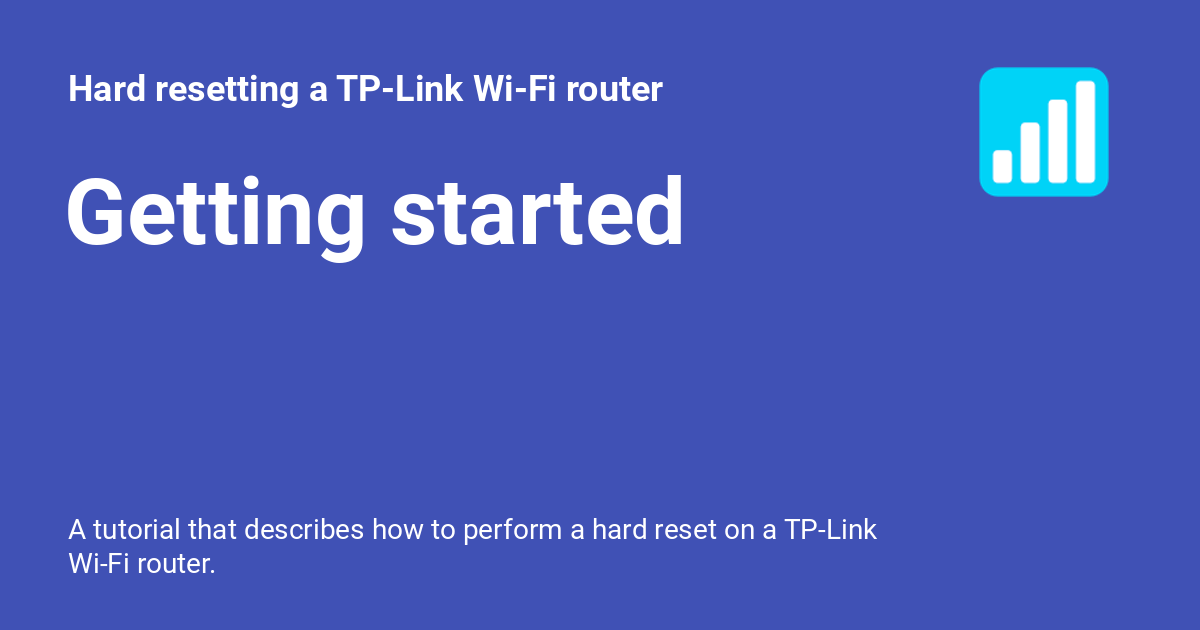 Hard resetting a TP-Link Wi-Fi router
Getting started
A tutorial that describes how to perform a hard reset on a TP-Link
Wi-Fi router.